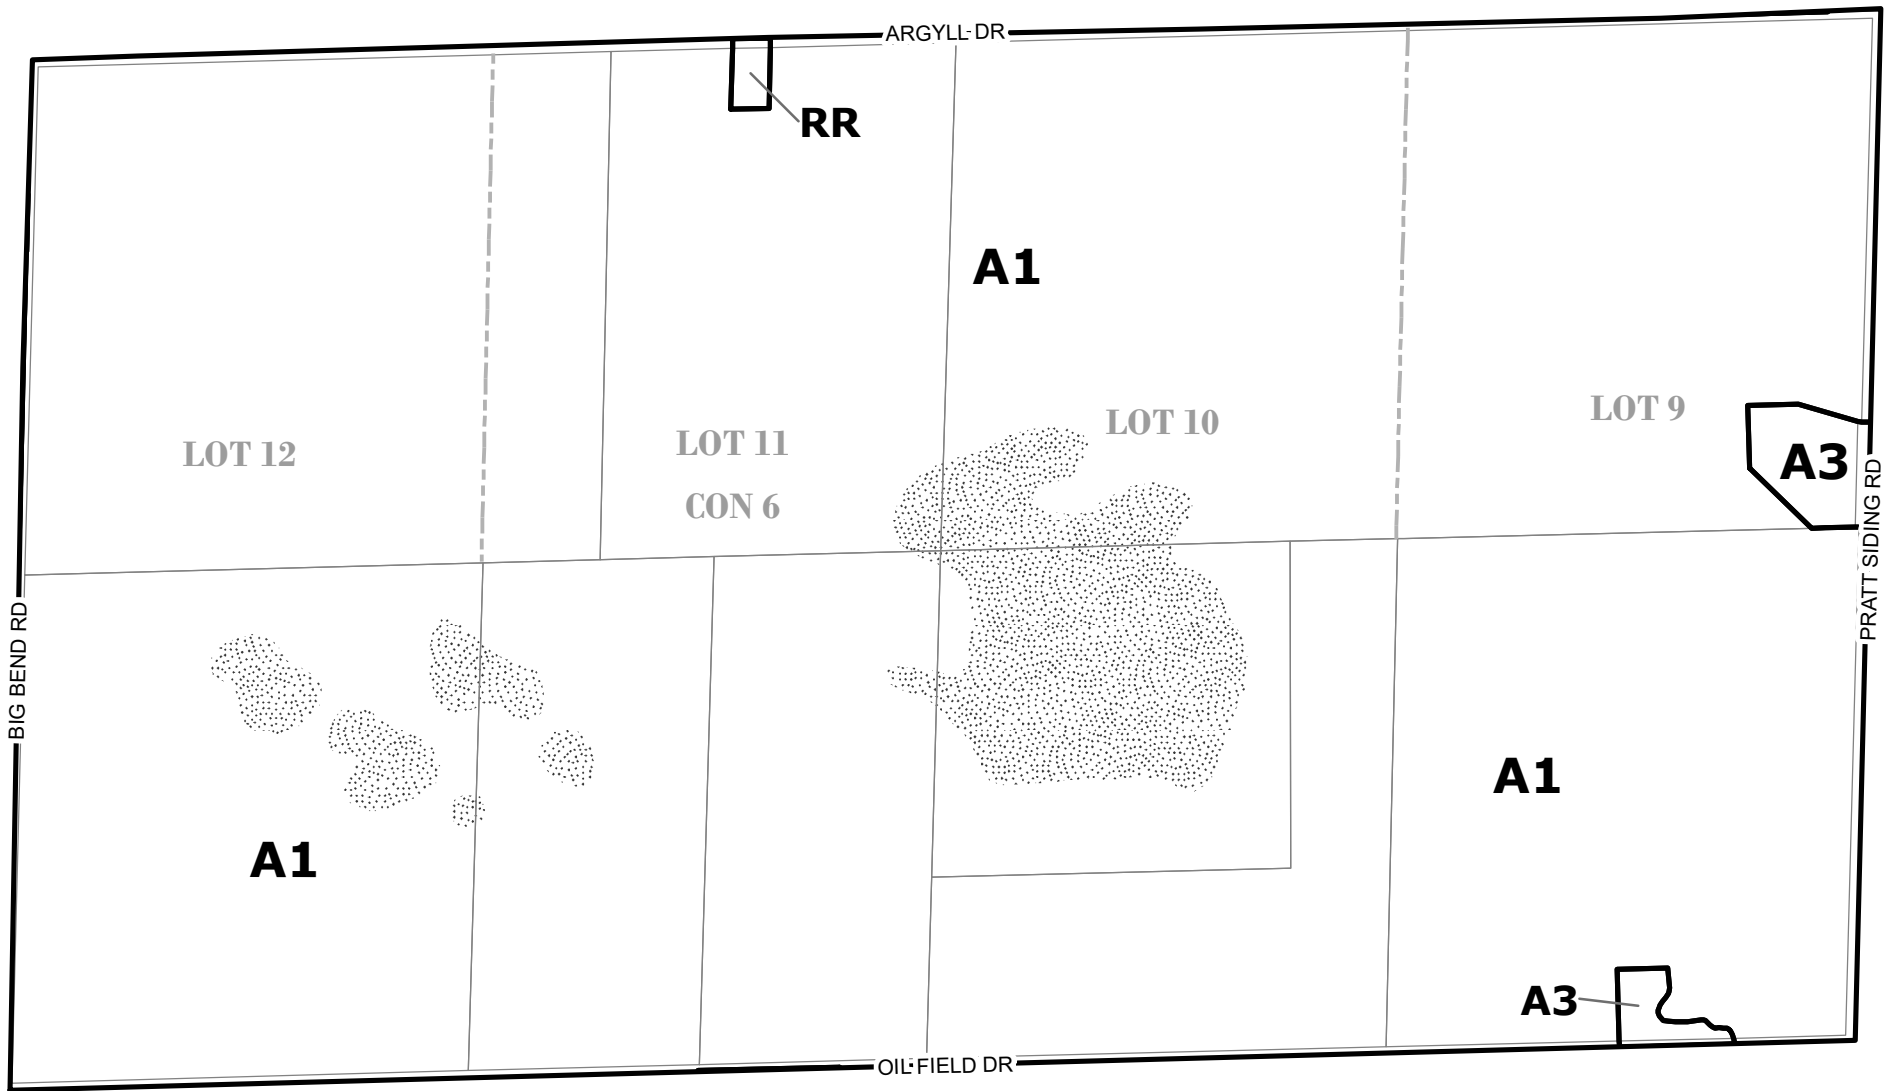 ARGYLL DR
RR
A1
LOT 12
LOT 11
CON 6
LOT 10
LOT 9
A3
PRATT SIDING RD
BIG BEND RD
A1
A1
A3
OIL FIELD DR